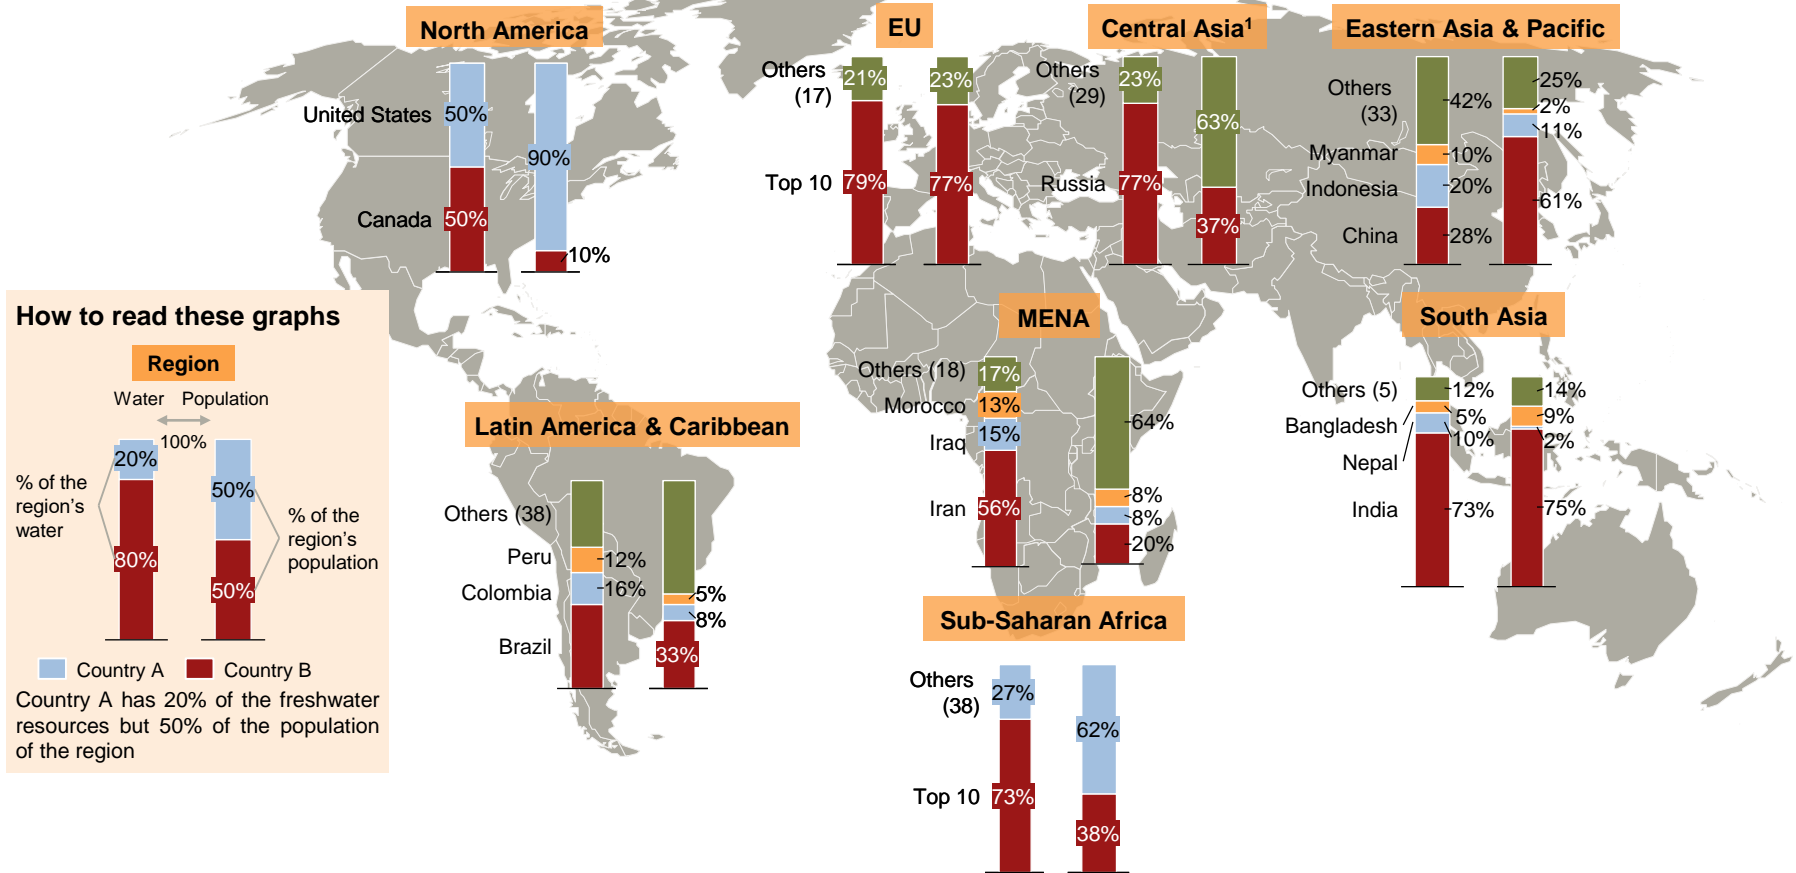 North America
United States
Canada
50%
50%
90%
10%
EU
Others
(17)
Top 10
21%
79%
23%
77%
Central Asia¹
Others
(29)
Russia
23%
77%
63%
37%
Eastern Asia & Pacific
Others
(33)
Myanmar
Indonesia
China
42%
10%
20%
28%
25%
2%
11%
61%
How to read these graphs
Region
Water
Population
100%
20%
80%
50%
50%
% of the
region's
water
% of the
region's
population
Country A
Country B
Country A has 20% of the freshwater
resources but 50% of the population
of the region
Latin America & Caribbean
Others (38)
Peru
Colombia
Brazil
12%
16%
5%
8%
33%
MENA
Others (18)
Morocco
Iraq
Iran
17%
13%
15%
56%
64%
8%
8%
20%
South Asia
Others (5)
Bangladesh
Nepal
India
12%
5%
10%
73%
14%
9%
2%
75%
Sub-Saharan Africa
Others
(38)
Top 10
27%
73%
62%
38%